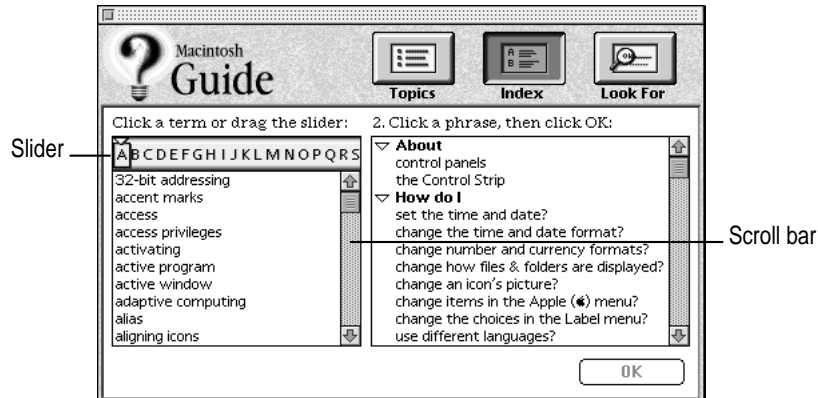 Macintosh
Guide
Topics
Index
Look For
Click a term or drag the slider:
2. Click a phrase, then click OK:
Slider
A B C D E F G H I J K L M N O P Q R S
32-bit addressing
accent marks
access
access privileges
activating
active program
active window
adaptive computing
alias
aligning icons
About
control panels
the Control Strip
How do I
set the time and date?
change the time and date format?
change number and currency formats?
change how files & folders are displayed?
change an icon's picture?
change items in the Apple () menu?
change the choices in the Label menu?
use different languages?
Scroll bar
OK